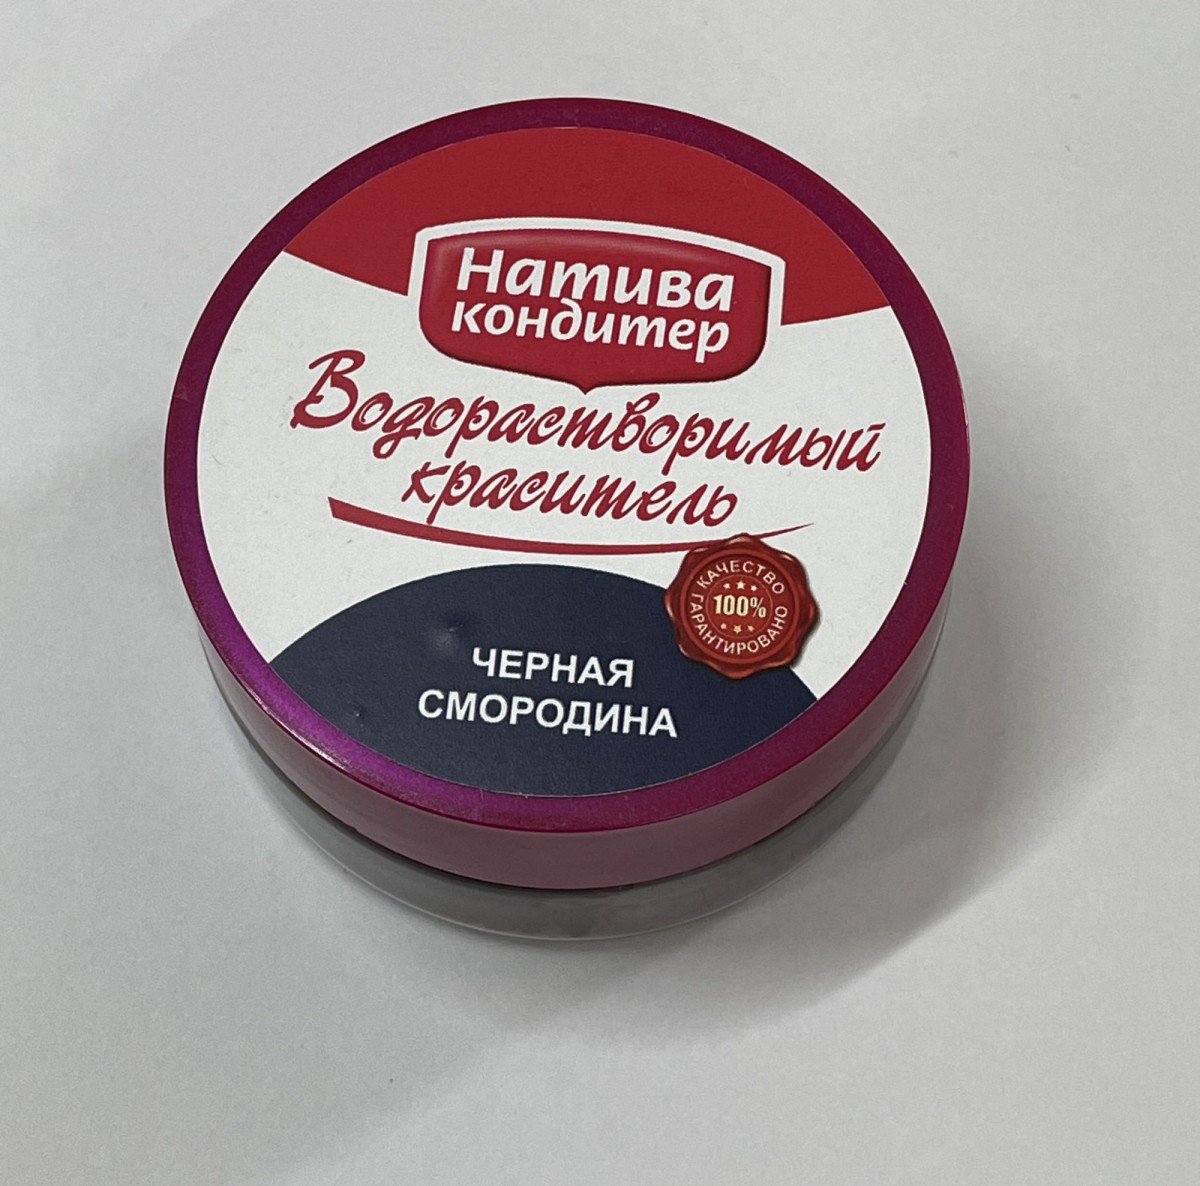 Натива
кондитер
Водорастворимый
краситель
КАЧЕСТВО
100%
ГАРАНТИРОВАНО
ЧЕРНАЯ
СМОРОДИНА